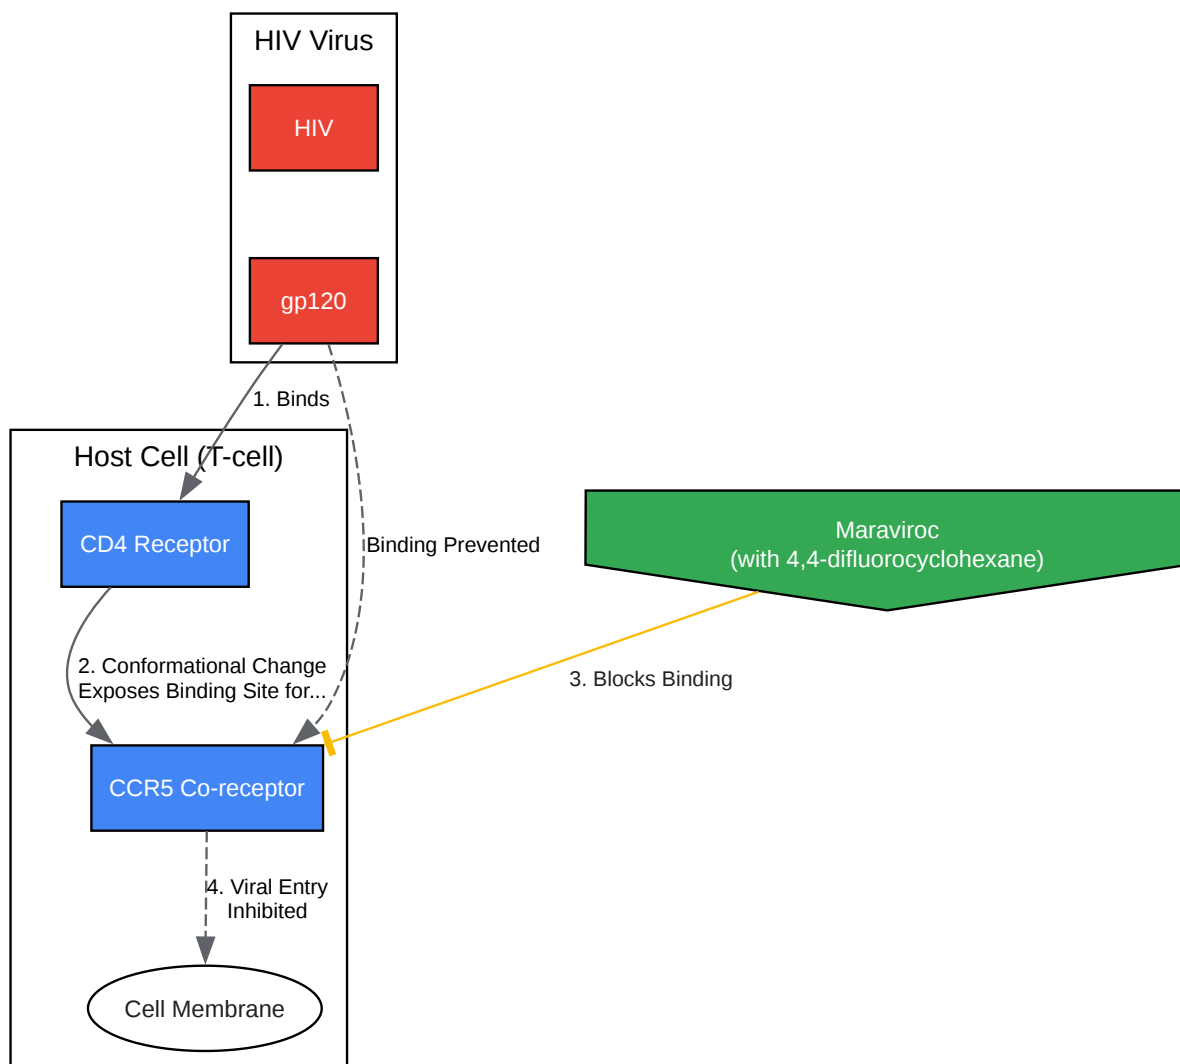 HIV Virus
HIV
gp120
1. Binds
Host Cell (T-cell)
CD4 Receptor
Binding Prevented
Maraviroc
(with 4,4-difluorocyclohexane)
2. Conformational Change
Exposes Binding Site for...
3. Blocks Binding
CCR5 Co-receptor
4. Viral Entry
Inhibited
Cell Membrane